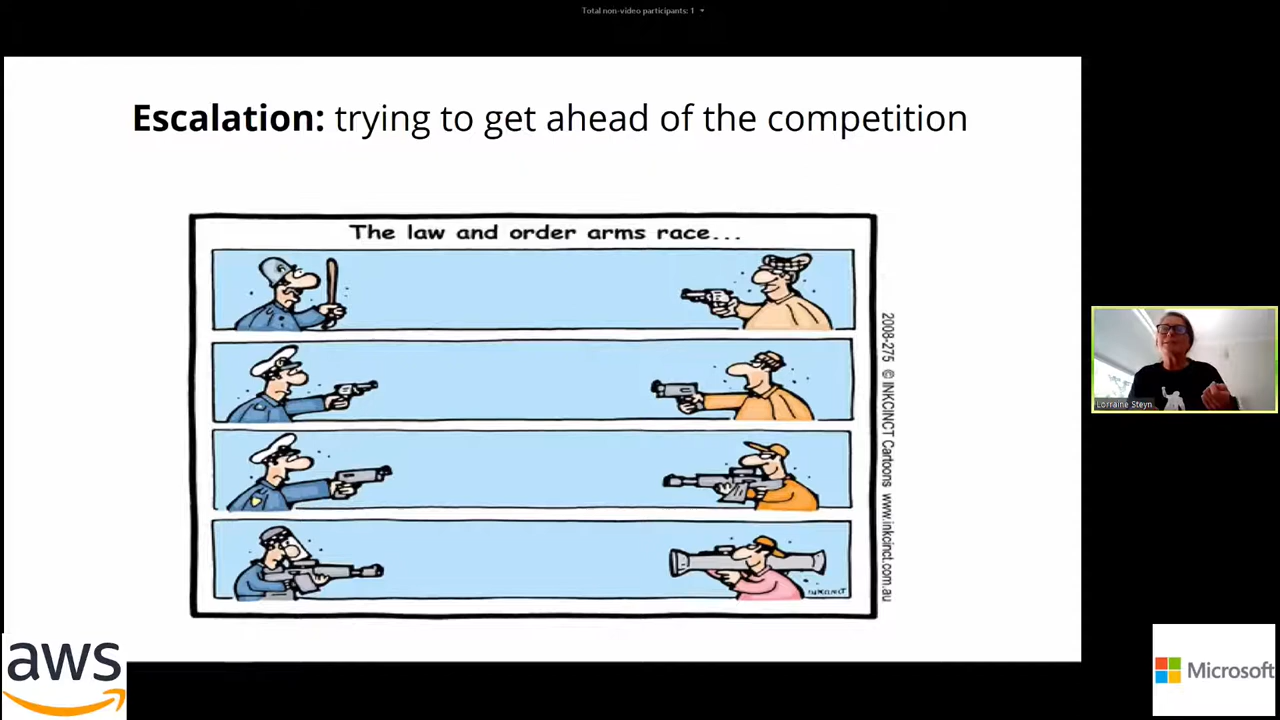 Total non-video participants: 1
Escalation: trying to get ahead of the competition
The law and order arms race...
2008-275 © INKCINCT Cartoons www.inkcinct.com.au
INKCINCT
Lorraine Steyn
aws
Microsoft